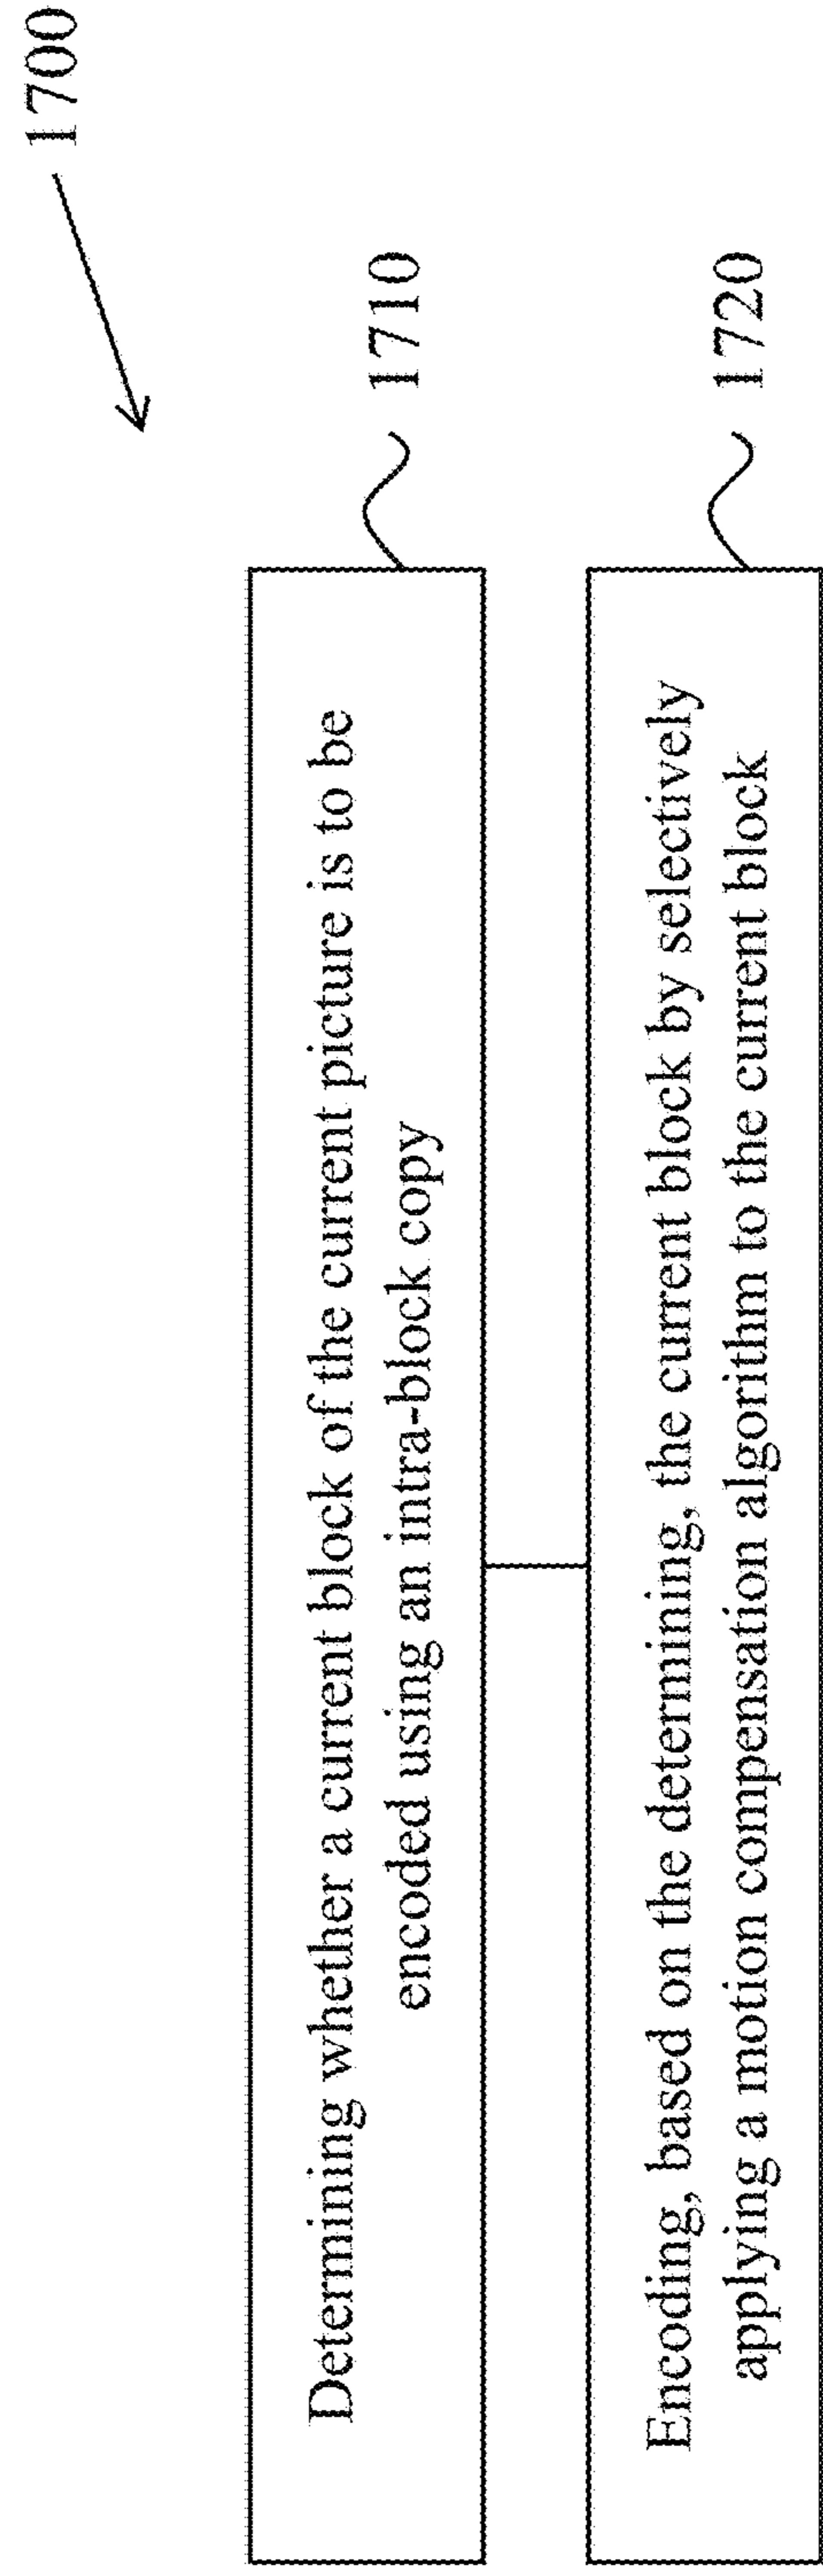 1700
Determining whether a current block of the current picture is to be
encoded using an intra-block copy
1710
Encoding, based on the determining, the current block by selectively
applying a motion compensation algorithm to the current block
1720